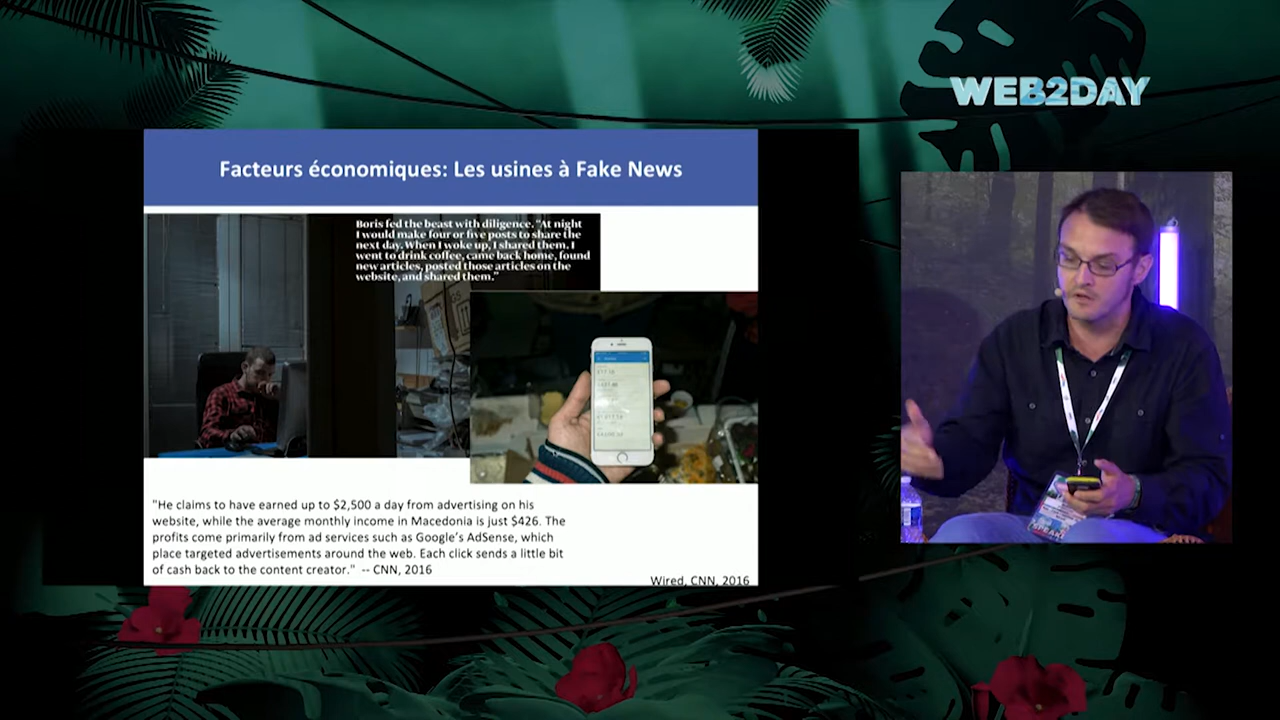 WEB2DAY
Facteurs économiques: Les usines à Fake News
Boris fed the beast with diligence. "At night
I would make four or five posts to share the
next day. When I woke up, I shared them. I
went to drink coffee, came back home, found
new articles, posted those articles on the
website, and shared them."
"He claims to have earned up to $2,500 a day from advertising on his
website, while the average monthly income in Macedonia is just $426. The
profits come primarily from ad services such as Google's AdSense, which
place targeted advertisements around the web. Each click sends a little bit
of cash back to the content creator." -- CNN, 2016
Wired, CNN, 2016